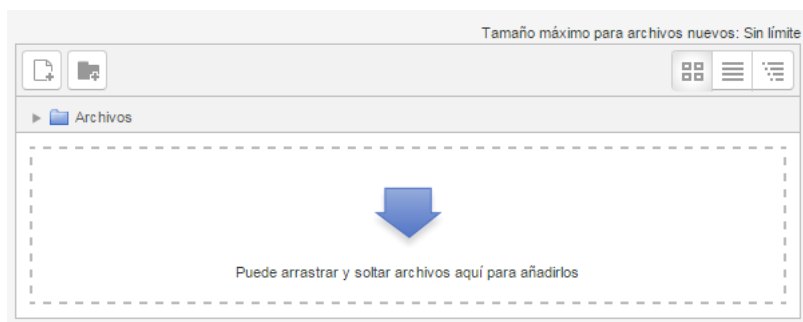 Tamaño máximo para archivos nuevos: Sin límite
Archivos
Puede arrastrar y soltar archivos aquí para añadirlos